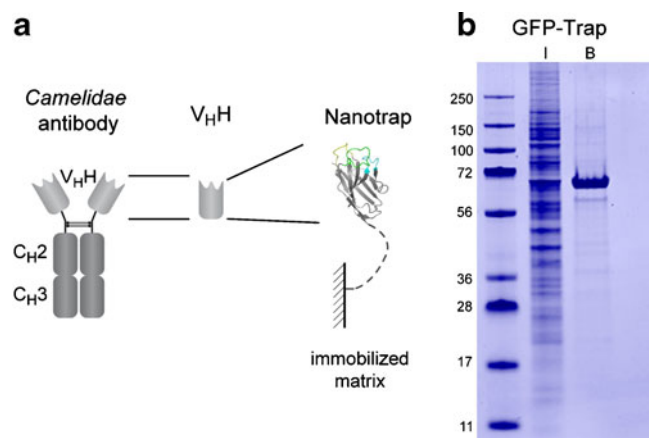 a
Camelidae
antibody
VHH
VHH
CH2
CH3
Nanotrap
immobilized
matrix
b
GFP-Trap
I B
250
150
100
72
56
36
28
17
11